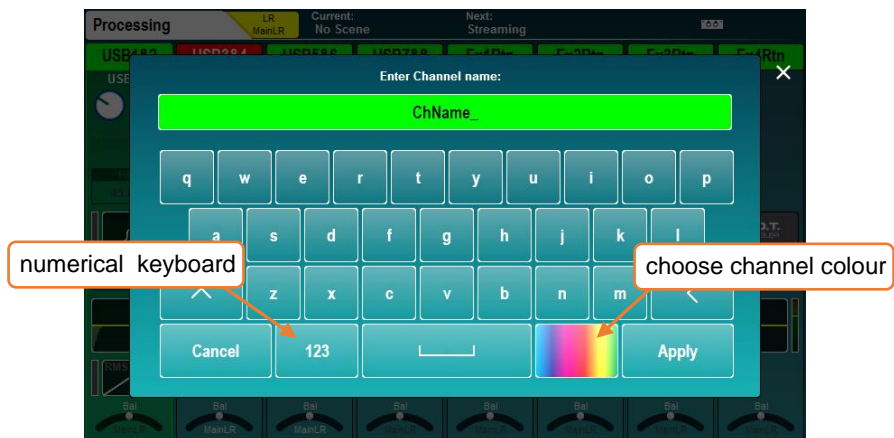 Processing
LR
MainLR
Current:
No Scene
Next:
Streaming
USB1&2 USB3&4 USB5&6 USB7&8 Fx1Rtn Fx2Rtn Fx3Rtn Fx4Rtn
USB
Enter Channel name:
ChName_
q w e r t y u i o p
a s d f g h j k l
numerical keyboard
choose channel colour
z x c v b n m
Cancel 123 Apply
RMS
Bal Bal Bal Bal Bal Bal Bal Bal
MainLR MainLR MainLR MainLR MainLR MainLR MainLR MainLR